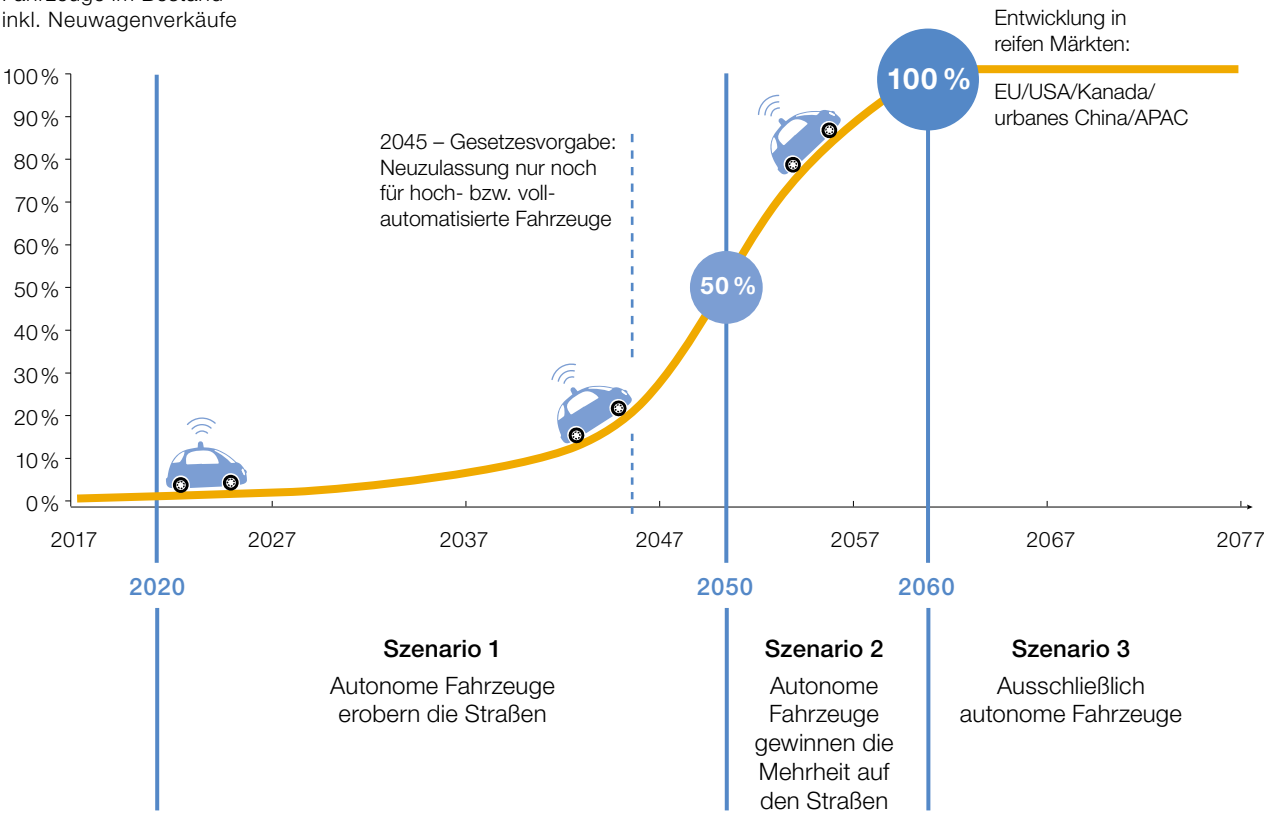 Fahrzeuge im Bestand
inkl. Neuwagenverkäufe
Entwicklung in
reifen Märkten:
EU/USA/Kanada/
urbanes China/APAC
100 %
90 %
80 %
70 %
60 %
50 %
40 %
30 %
20 %
10 %
0 %
2045 – Gesetzesvorgabe:
Neuzulassung nur noch
für hoch- bzw. voll-
automatisierte Fahrzeuge
100 %
50 %
2017
2027
2037
2047
2057
2067
2077
2020
2050
2060
Szenario 1
Autonome Fahrzeuge
erobern die Straßen
Szenario 2
Autonome
Fahrzeuge
gewinnen die
Mehrheit auf
den Straßen
Szenario 3
Ausschließlich
autonome Fahrzeuge